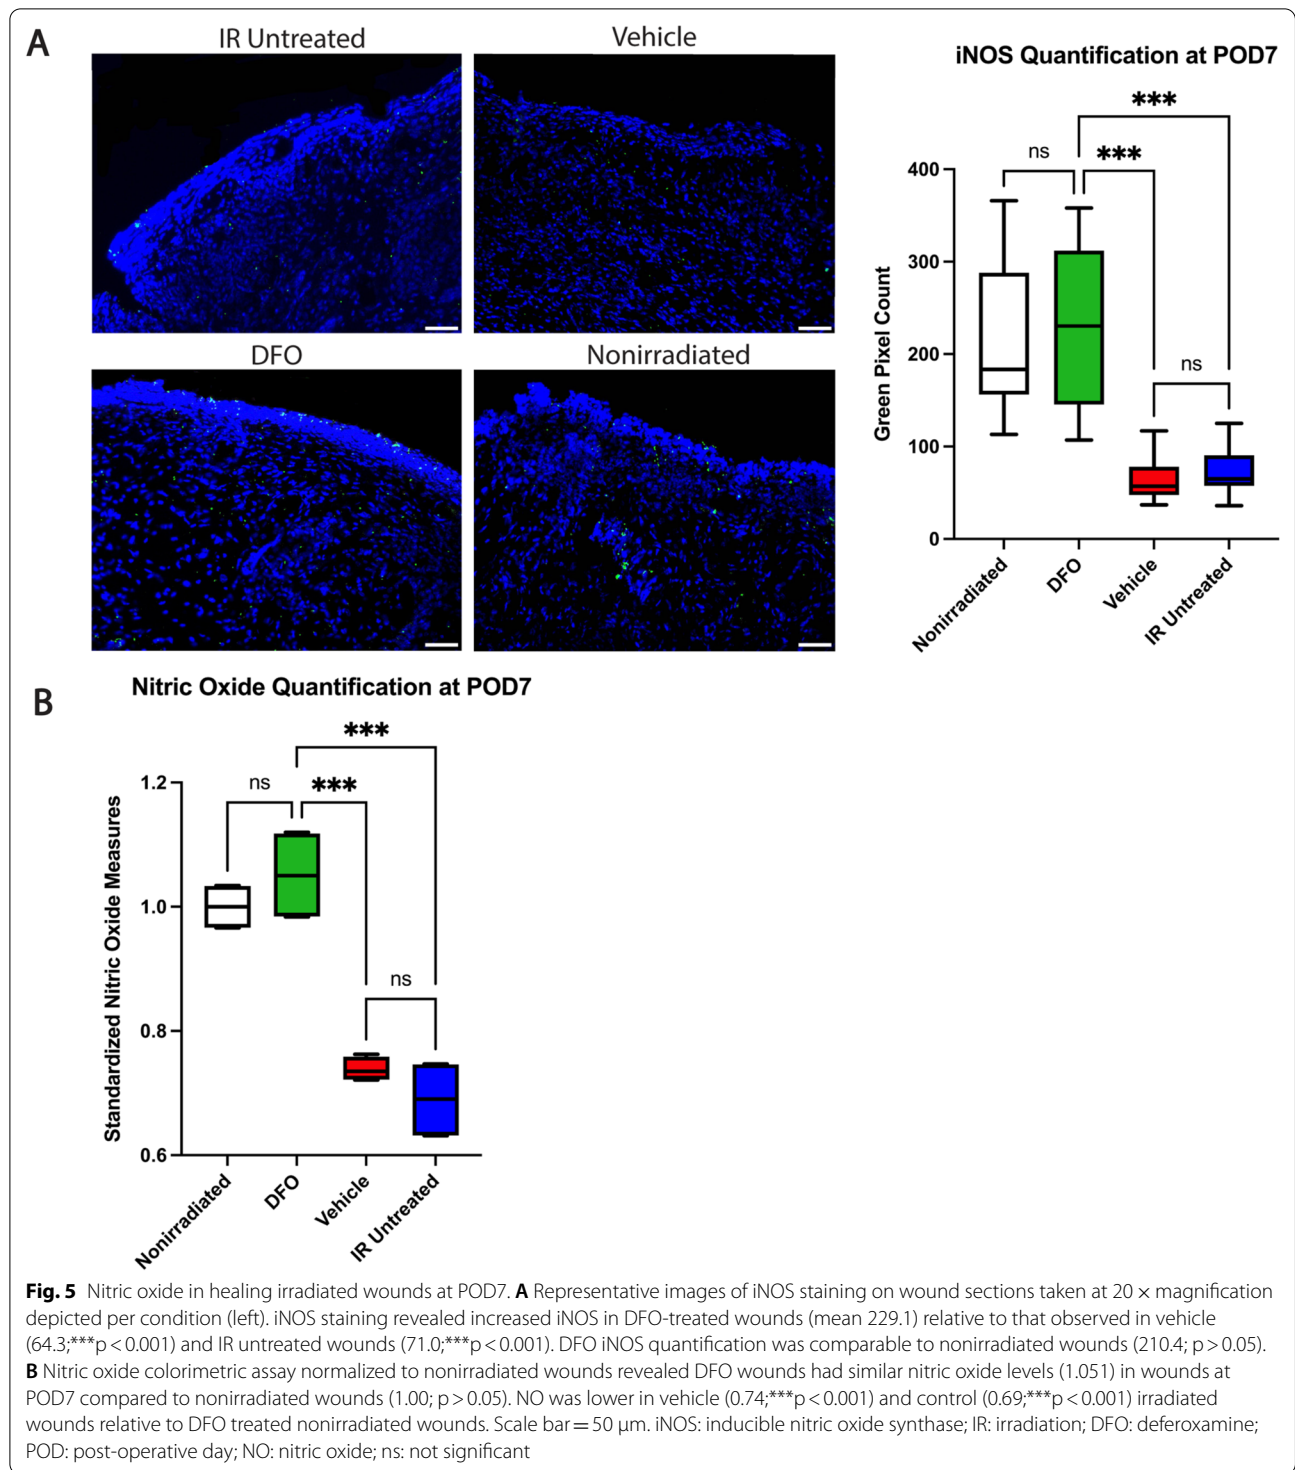 A
IR Untreated
Vehicle
DFO
Nonirradiated
iNOS Quantification at POD7
***
ns
***
ns
Green Pixel Count
400
300
200
100
0
Nonirradiated
DFO
Vehicle
IR Untreated
B
Nitric Oxide Quantification at POD7
***
ns
***
ns
Standardized Nitric Oxide Measures
1.2
1.0
0.8
0.6
Nonirradiated
DFO
Vehicle
IR Untreated
Fig. 5 Nitric oxide in healing irradiated wounds at POD7. A Representative images of iNOS staining on wound sections taken at 20 × magnification
depicted per condition (left). iNOS staining revealed increased iNOS in DFO-treated wounds (mean 229.1) relative to that observed in vehicle
(64.3;***p < 0.001) and IR untreated wounds (71.0;***p < 0.001). DFO iNOS quantification was comparable to nonirradiated wounds (210.4; p > 0.05).
B Nitric oxide colorimetric assay normalized to nonirradiated wounds revealed DFO wounds had similar nitric oxide levels (1.051) in wounds at
POD7 compared to nonirradiated wounds (1.00; p > 0.05). NO was lower in vehicle (0.74;***p < 0.001) and control (0.69;***p < 0.001) irradiated
wounds relative to DFO treated nonirradiated wounds. Scale bar = 50 µm. iNOS: inducible nitric oxide synthase; IR: irradiation; DFO: deferoxamine;
POD: post-operative day; NO: nitric oxide; ns: not significant